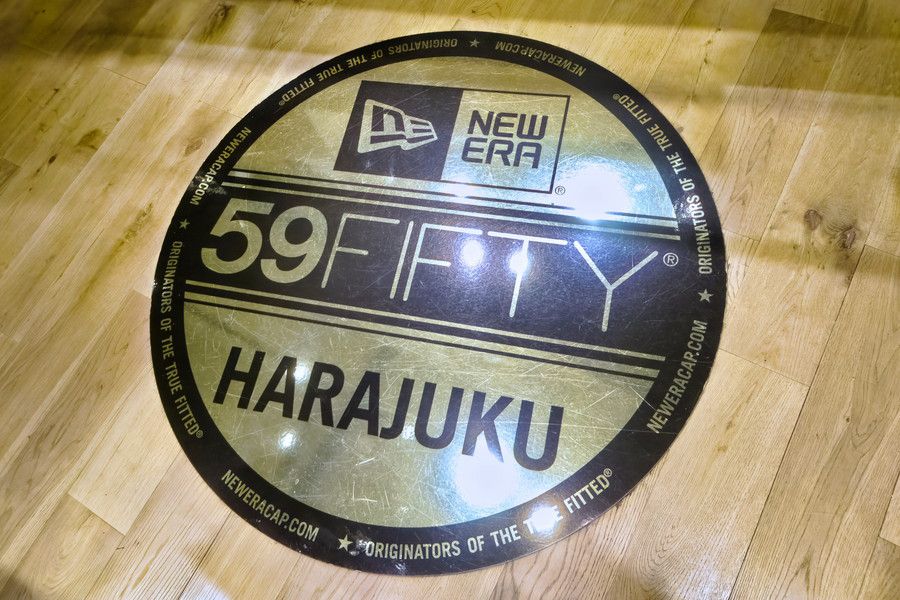 NE NEW
ERA®
59FIFTY®
HARAJUKU
ORIGINATORS OF THE TRUE FITTED®
NEWERACAP.COM
★ ORIGINATORS OF THE TRUE FITTED®
NEWERACAP.COM
★ ORIGINATORS OF THE TRUE FITTED®
NEWERACAP.COM
★ ORIGINATORS OF THE TRUE FITTED®
NEWERACAP.COM ★